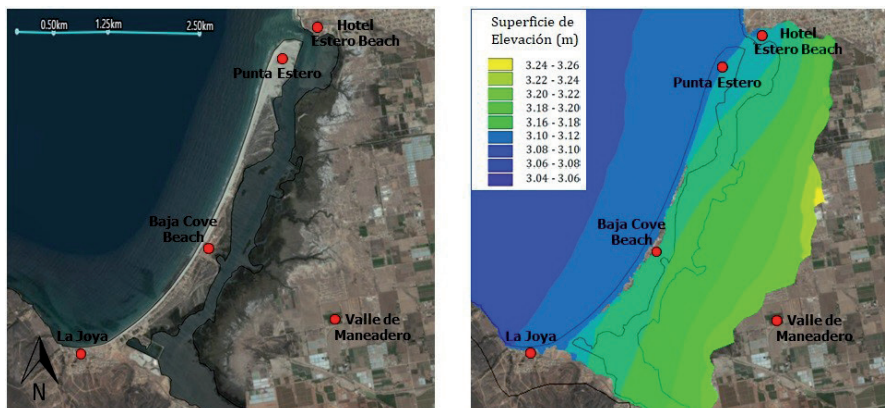 0.50km 1.25km 2.50km
Hotel
Estero Beach
Punta Estero
Baja Cove
Beach
La Joya
Valle de
Maneadero
N
Superficie de
Elevación (m)
3.24 - 3.26
3.22 - 3.24
3.20 - 3.22
3.18 - 3.20
3.16 - 3.18
3.10 - 3.12
3.08 - 3.10
3.06 - 3.08
3.04 - 3.06
Hotel
Estero Beach
Punta Estero
Baja Cove
Beach
La Joya
Valle de
Maneadero